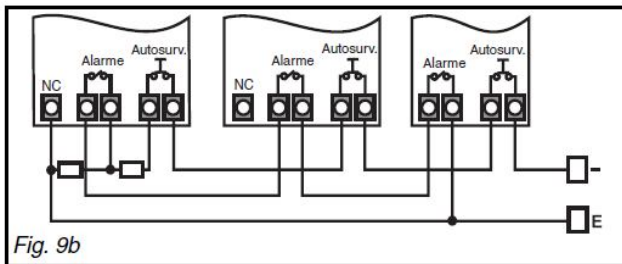 Autosurv.
Alarme
NC
Autosurv.
Alarme
NC
Autosurv.
Alarme
-
E
Fig. 9b